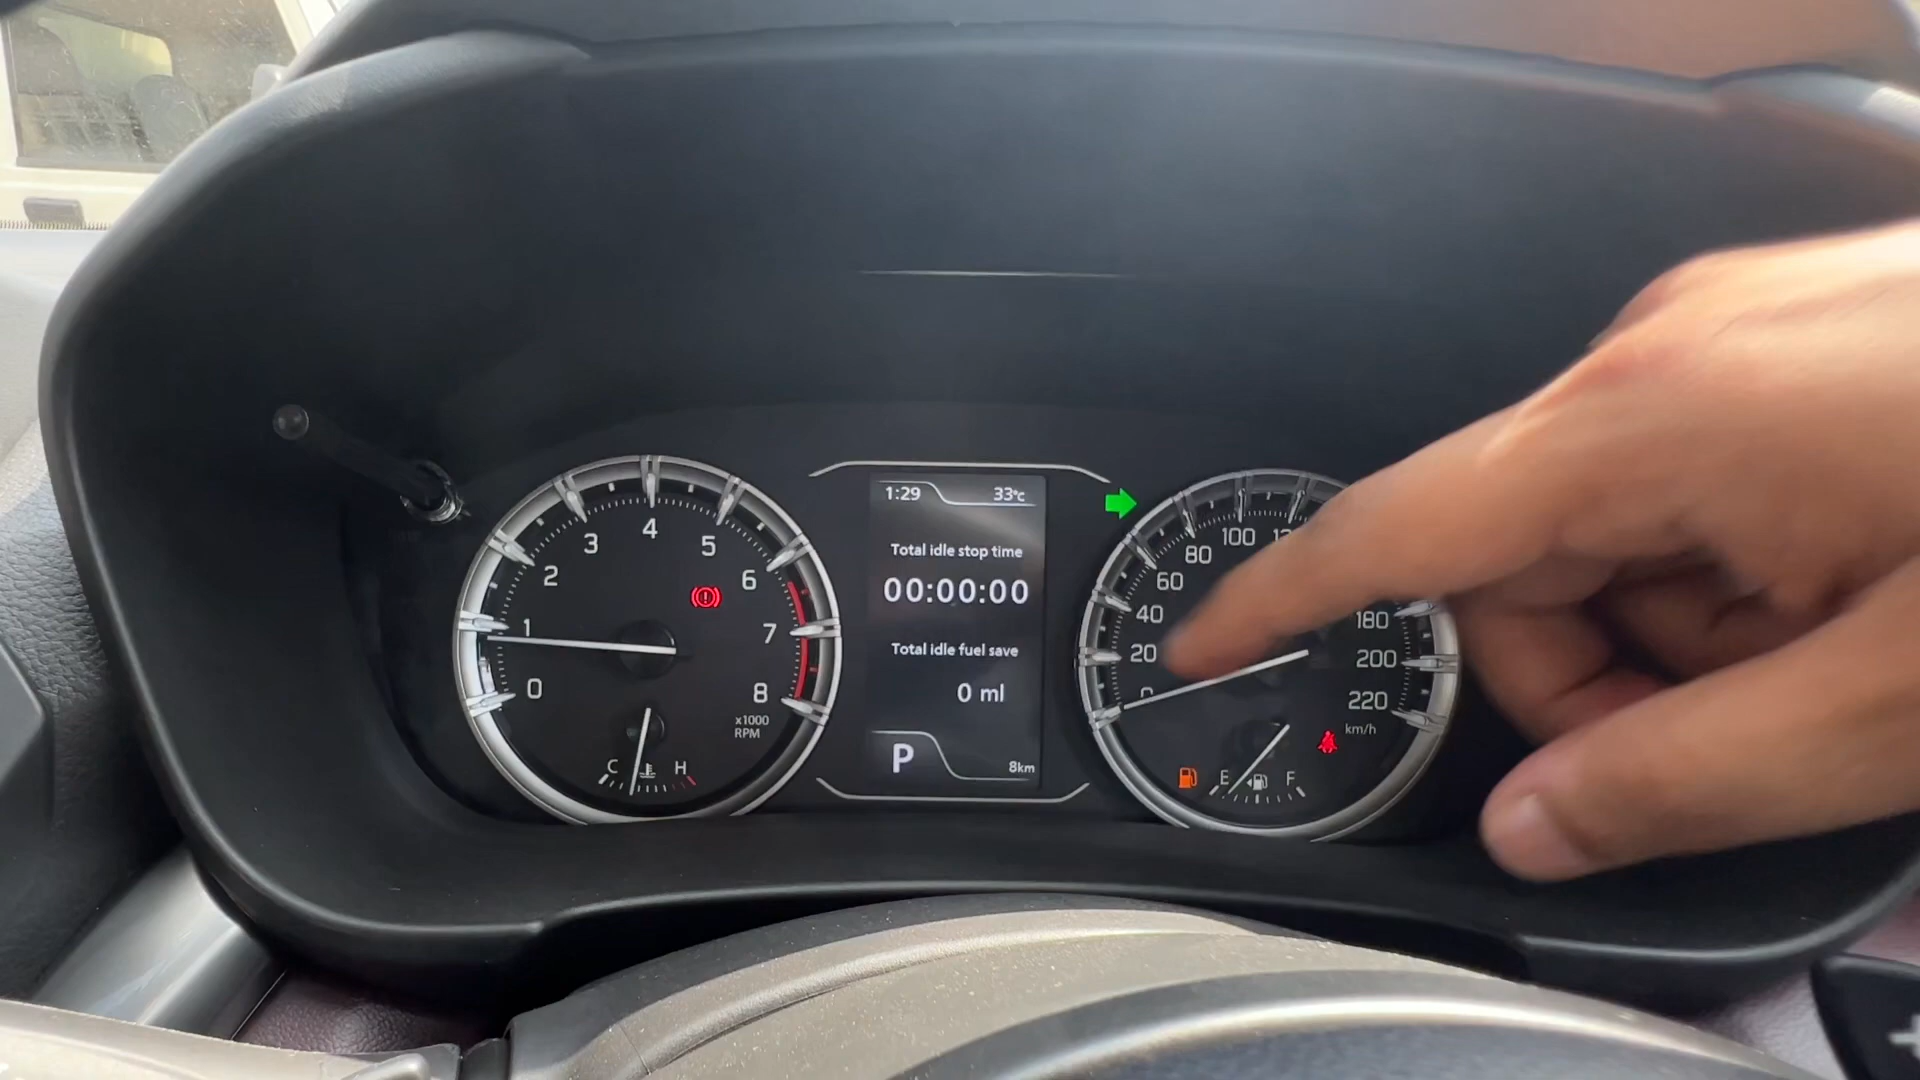 0
1
2
3
4
5
6
7
8
x1000
RPM
C
H
1:29
33°c
Total idle stop time
00:00:00
Total idle fuel save
0 ml
P
8km
20
40
60
80
100
180
200
220
km/h
E
F